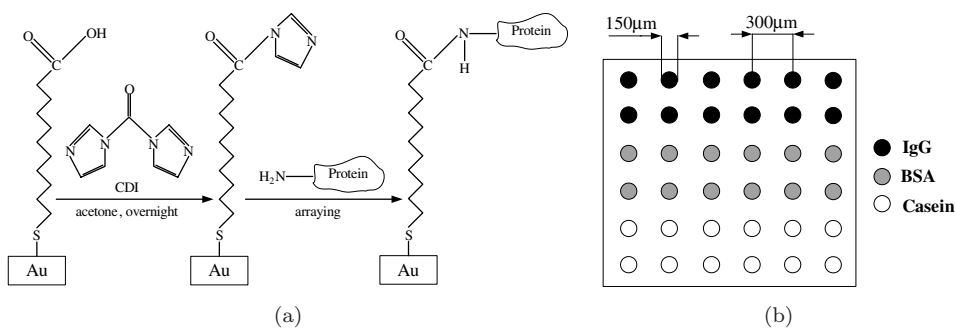 O
OH
C
S
Au
O
N
N
N
N
CDI
acetone, overnight
O
N
N
C
S
Au
H₂N
Protein
arraying
O
N
H
C
Protein
S
Au
(a)
150μm
300μm
IgG
BSA
Casein
(b)